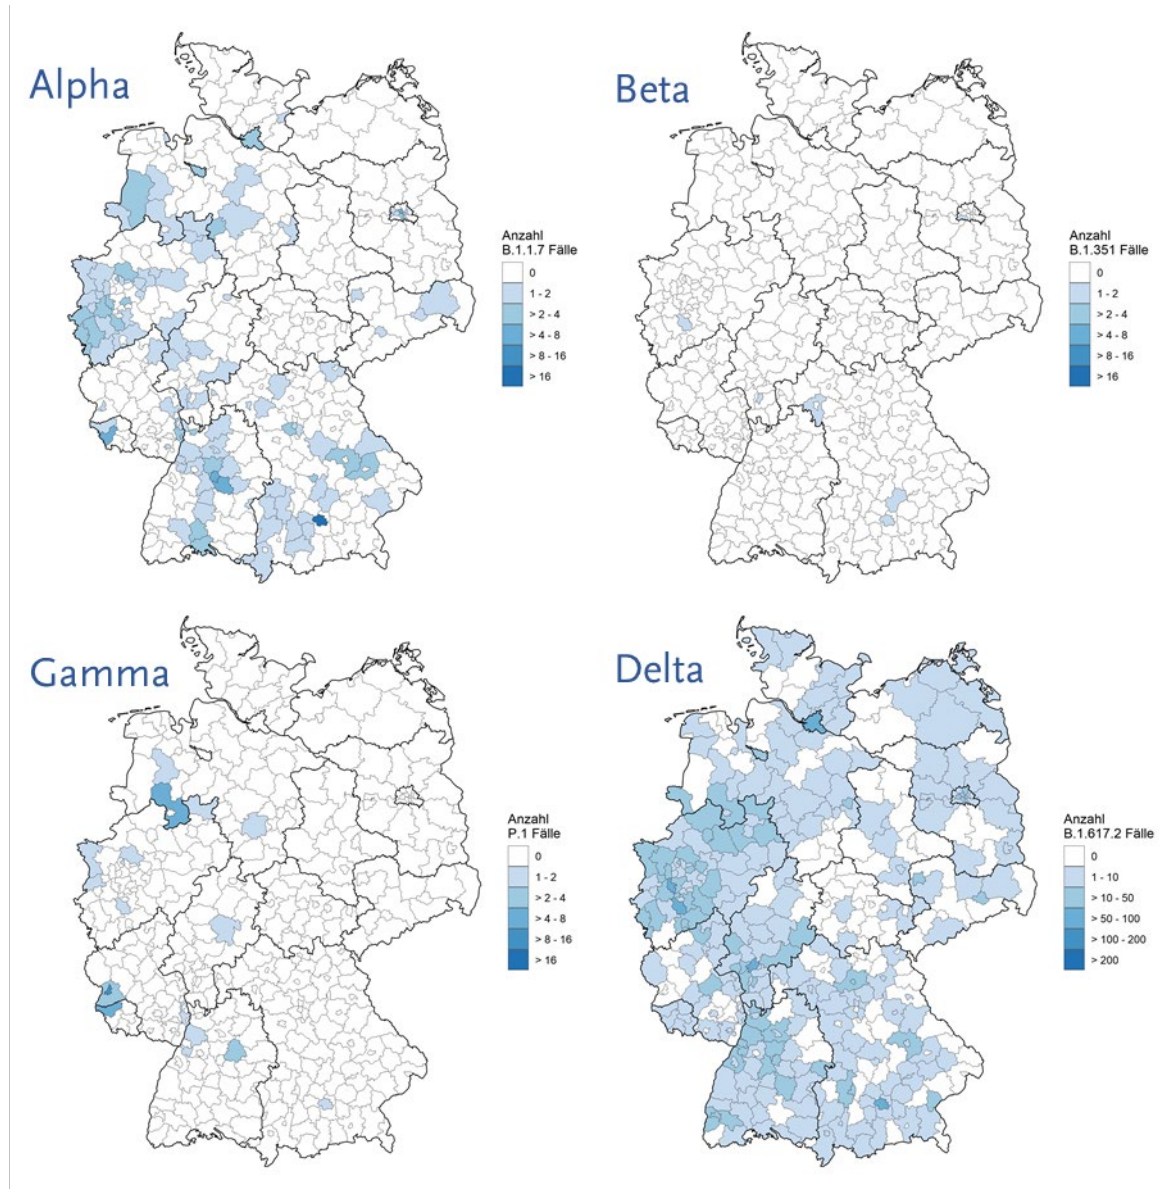 Alpha
Anzahl
B.1.1.7 Fälle
0
1 - 2
> 2 - 4
> 4 - 8
> 8 - 16
> 16
Beta
Anzahl
B.1.351 Fälle
0
1 - 2
> 2 - 4
> 4 - 8
> 8 - 16
> 16
Gamma
Anzahl
P.1 Fälle
0
1 - 2
> 2 - 4
> 4 - 8
> 8 - 16
> 16
Delta
Anzahl
B.1.617.2 Fälle
0
1 - 10
> 10 - 50
> 50 - 100
> 100 - 200
> 200